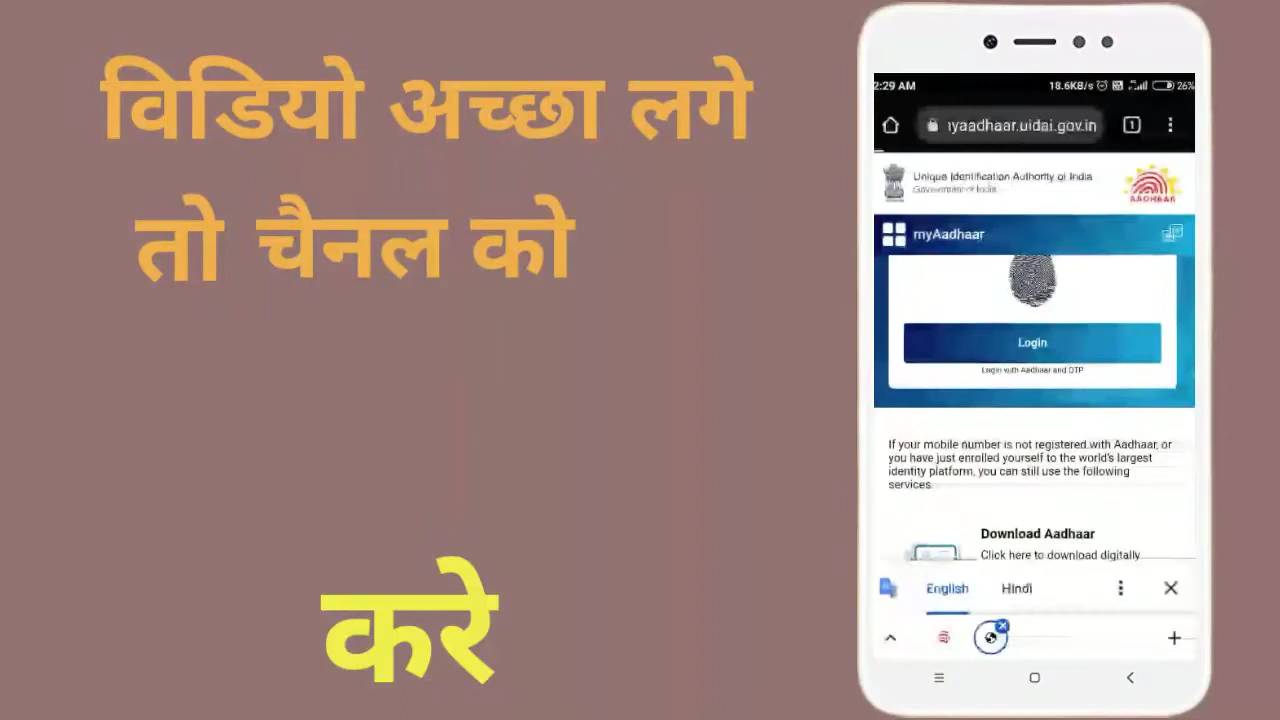 विडियो अच्छा लगे
तो चैनल को
करे
2:29 AM 18.6KB/s 26%
yaadhaar.uidai.gov.in 1
Unique Identification Authority of India
Government of India
AADHAAR
myAadhaar
Login
Login with Aadhaar and OTP
If your mobile number is not registered with Aadhaar, or
you have just enrolled yourself to the world's largest
identity platform, you can still use the following
services.
Download Aadhaar
Click here to download digitally
English Hindi